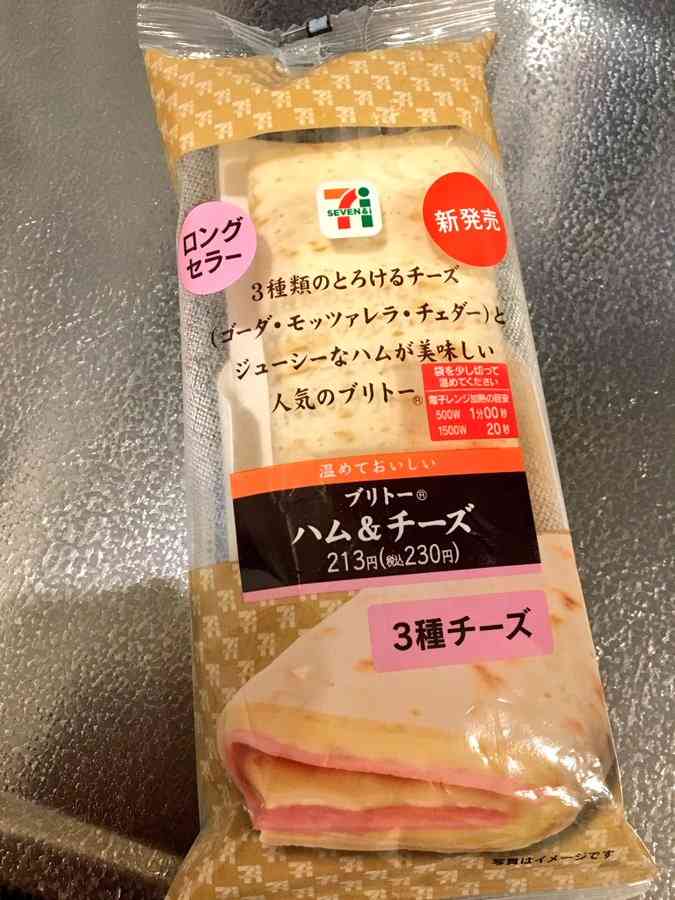 7i
SEVEN&i
新発売
ロング
セラー
3種類のとろけるチーズ
(ゴーダ・モッツァレラ・チェダー)と
ジューシーなハムが美味しい
人気のブリトー®
袋を少し切って
温めてください
電子レンジ加熱の目安
500W 1分00秒
1500W 20秒
温めておいしい
ブリトー®
ハム&チーズ
213円(税込230円)
3種チーズ
写真はイメージです